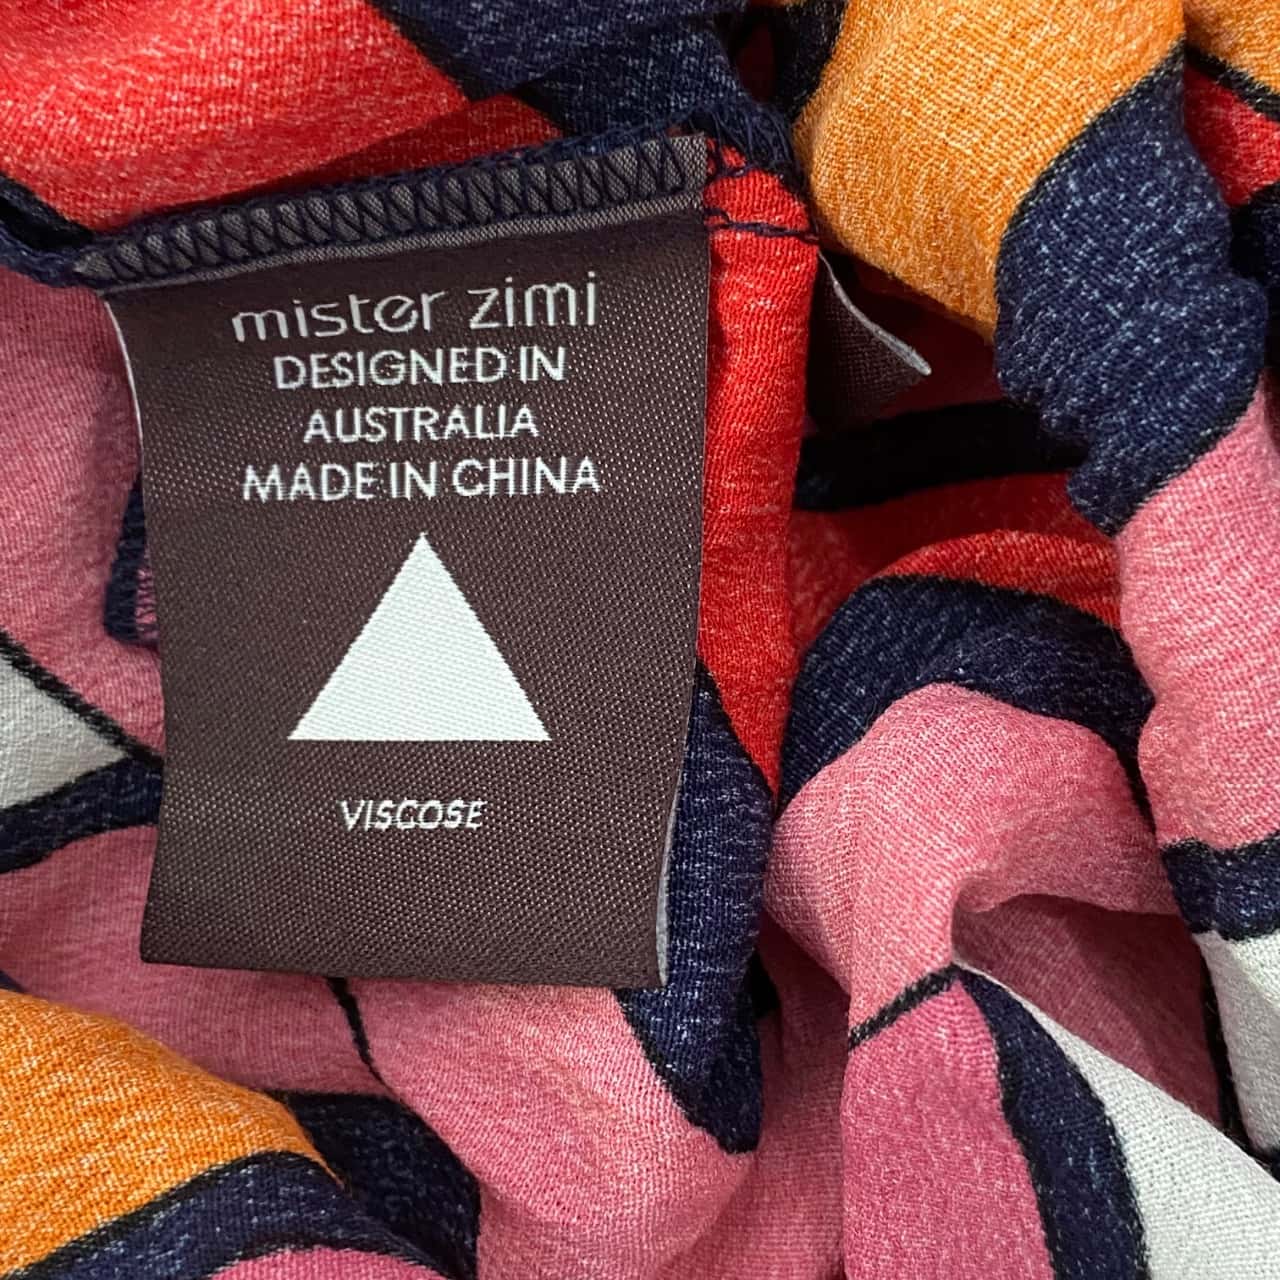 mister zimi
DESIGNED IN
AUSTRALIA
MADE IN CHINA
VISCOSE